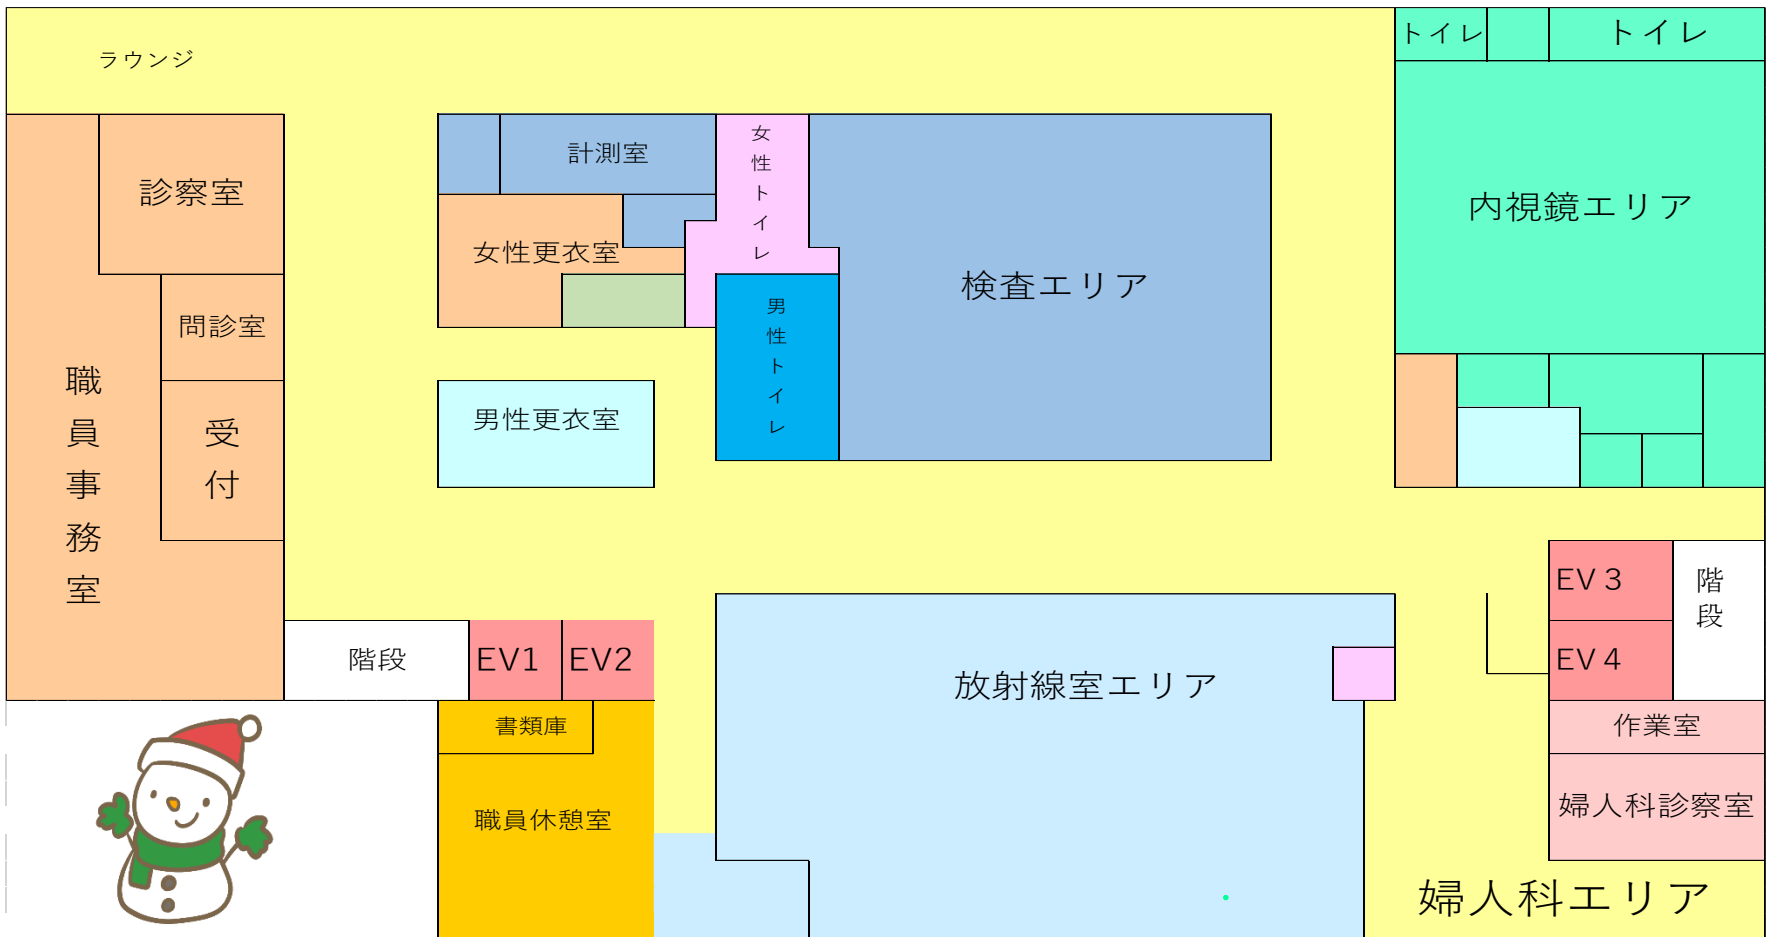 ラウンジ
トイレ
トイレ
診察室
計測室
女性トイレ
内視鏡エリア
女性更衣室
検査エリア
問診室
男性トイレ
職員事務室
受付
男性更衣室
EV３
階段
階段
EV1
EV2
放射線室エリア
EV４
書類庫
作業室
職員休憩室
婦人科診察室
婦人科エリア